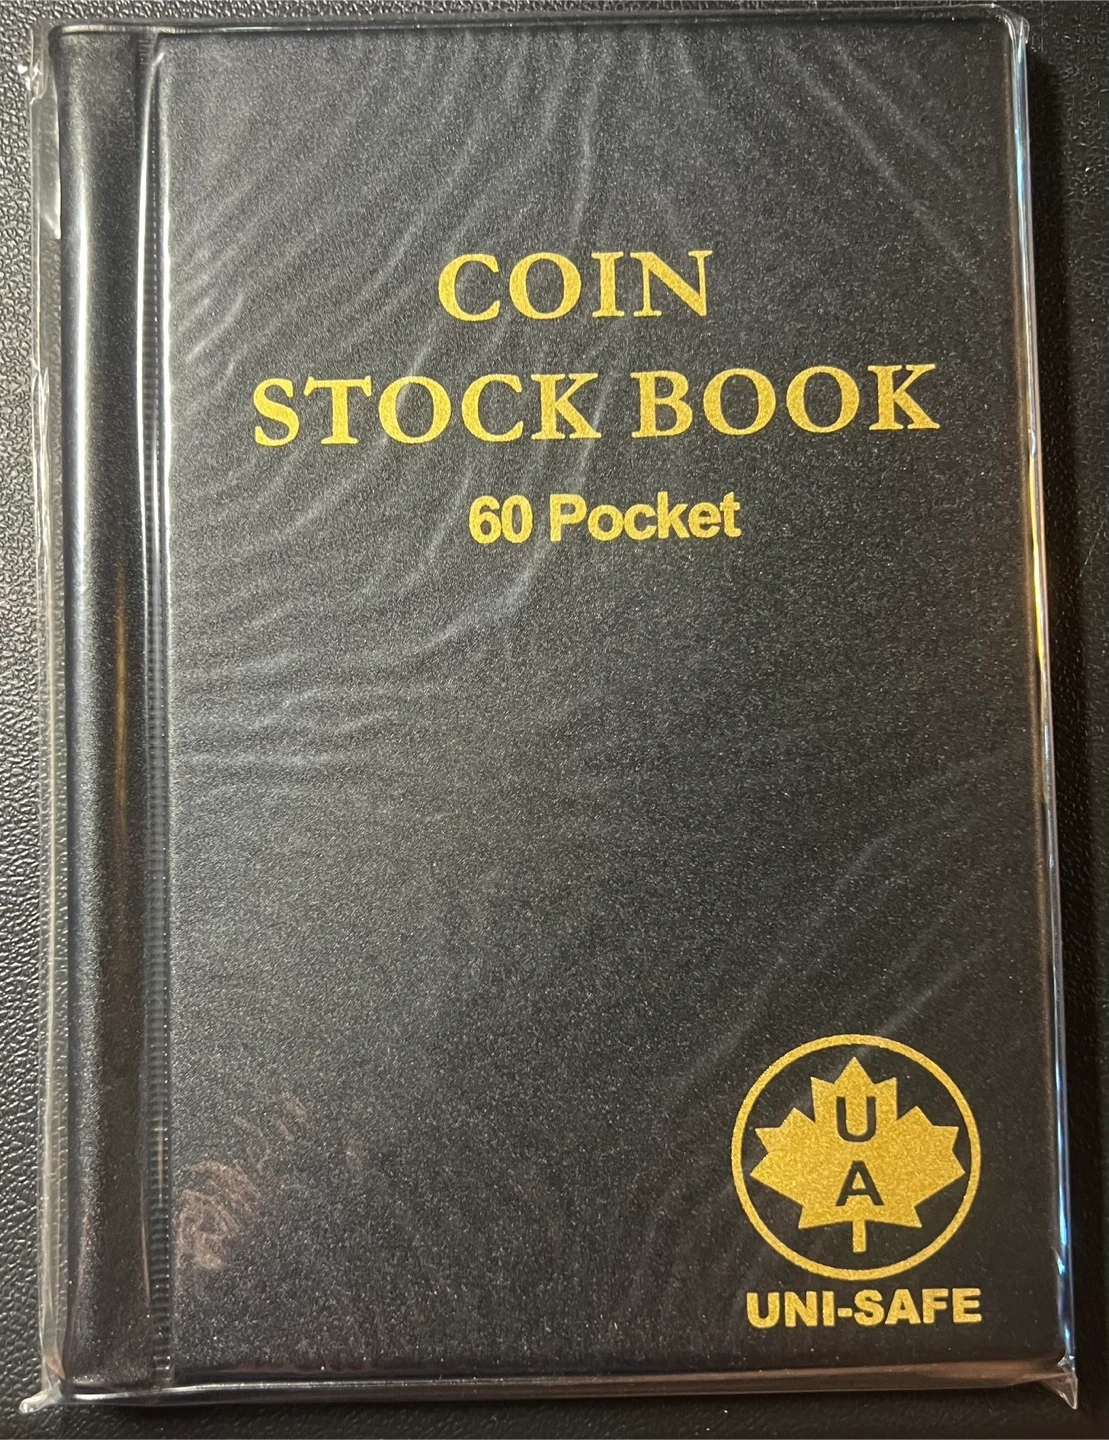 COIN
STOCK BOOK
60 Pocket
U
A
UNI-SAFE